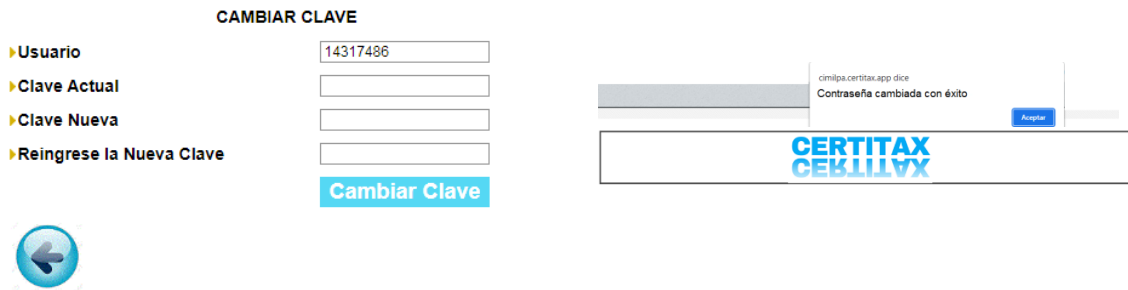 CAMBIAR CLAVE
Usuario
14317486
Clave Actual
Clave Nueva
Reingrese la Nueva Clave
Cambiar Clave
cimilpa.certitax.app dice
Contraseña cambiada con éxito
Aceptar
CERTITAX